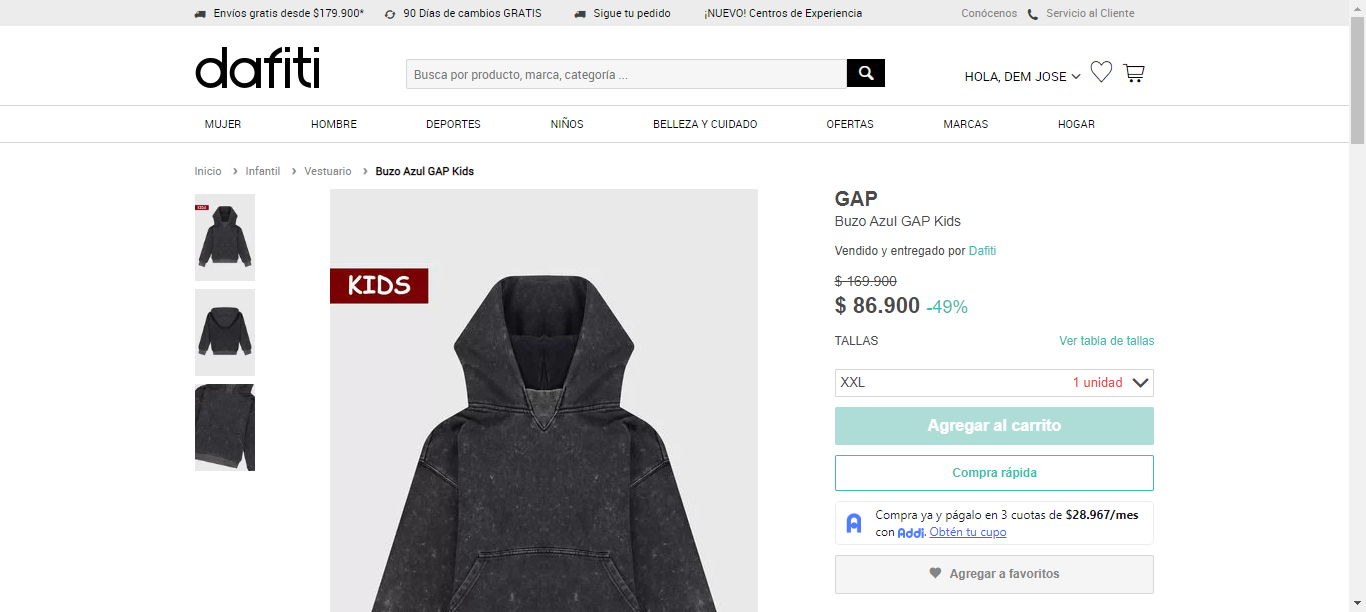 Envíos gratis desde $179.900* 90 Días de cambios GRATIS Sigue tu pedido ¡NUEVO! Centros de Experiencia Conócenos Servicio al Cliente
dafiti
Busca por producto, marca, categoría ...
HOLA, DEM JOSE
MUJER HOMBRE DEPORTES NIÑOS BELLEZA Y CUIDADO OFERTAS MARCAS HOGAR
Inicio > Infantil > Vestuario > Buzo Azul GAP Kids
KIDS
KIDS
GAP
Buzo Azul GAP Kids
Vendido y entregado por Dafiti
$ 169.900
$ 86.900 -49%
TALLAS Ver tabla de tallas
XXL 1 unidad
Agregar al carrito
Compra rápida
Compra ya y págalo en 3 cuotas de $28.967/mes
con Addi. Obtén tu cupo
Agregar a favoritos